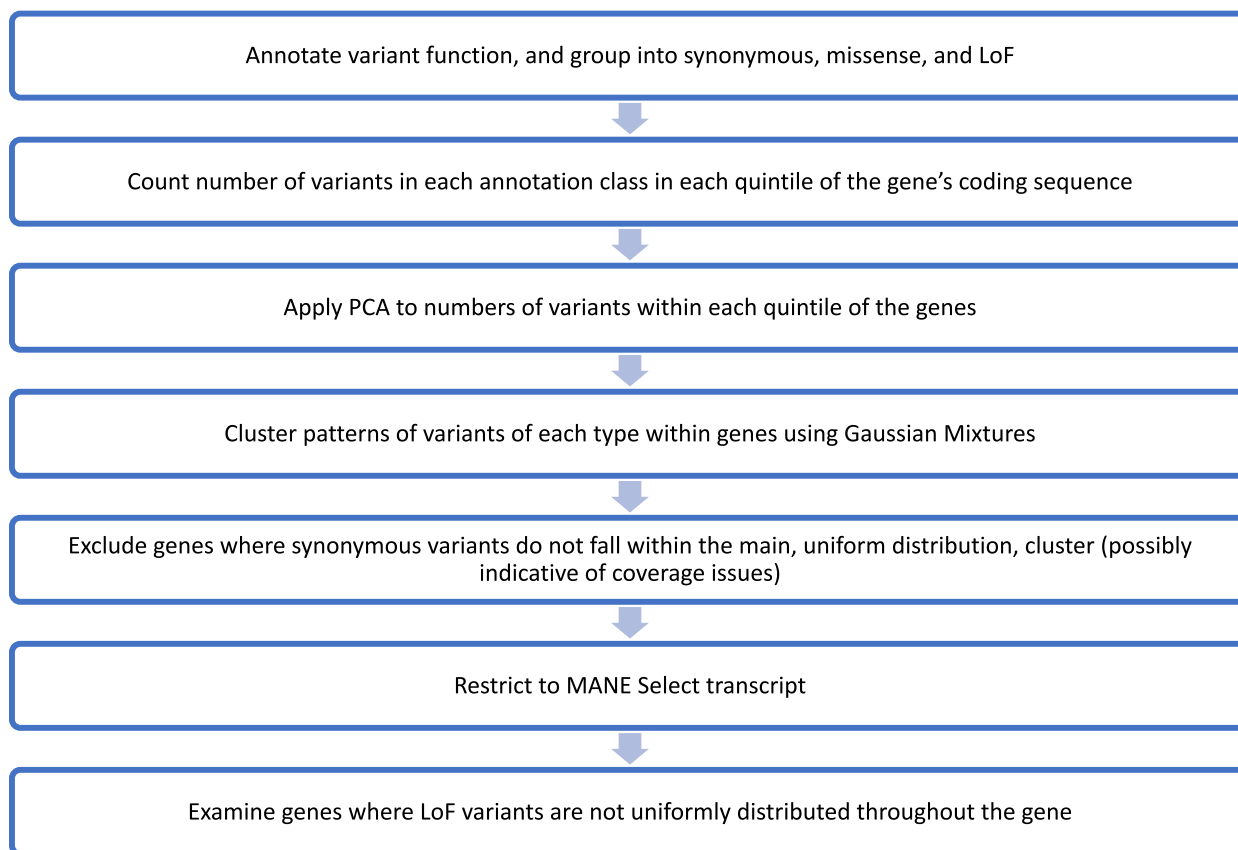 Annotate variant function, and group into synonymous, missense, and LoF
Count number of variants in each annotation class in each quintile of the gene’s coding sequence
Apply PCA to numbers of variants within each quintile of the genes
Cluster patterns of variants of each type within genes using Gaussian Mixtures
Exclude genes where synonymous variants do not fall within the main, uniform distribution, cluster (possibly
indicative of coverage issues)
Restrict to MANE Select transcript
Examine genes where LoF variants are not uniformly distributed throughout the gene